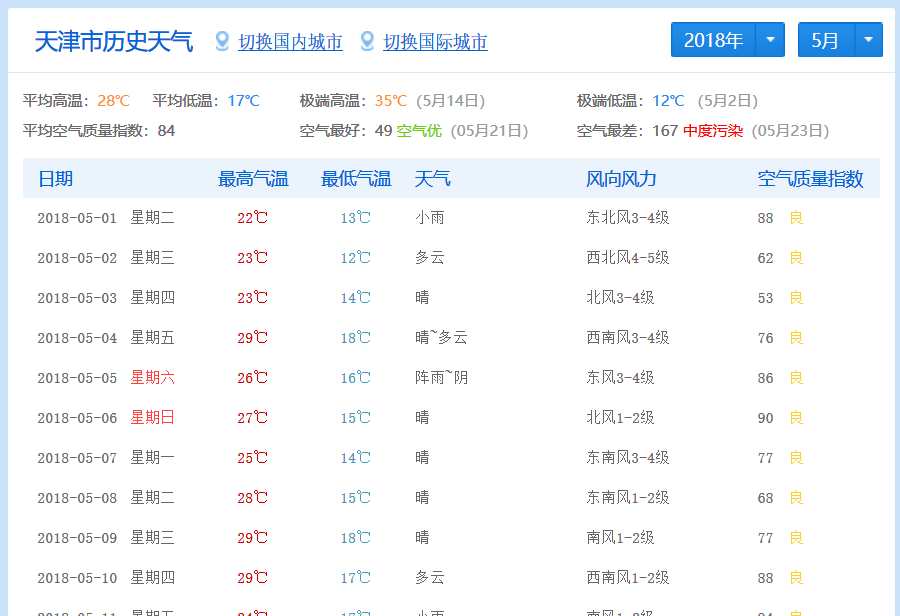 天津市历史天气 切换国内城市 切换国际城市 2018年 5月
平均高温：28℃ 平均低温：17℃ 极端高温：35℃ (5月14日) 极端低温：12℃ (5月2日)
平均空气质量指数：84 空气最好：49 空气优 (05月21日) 空气最差：167 中度污染 (05月23日)
日期 最高气温 最低气温 天气 风向风力 空气质量指数
2018-05-01 星期二 22℃ 13℃ 小雨 东北风3-4级 88 良
2018-05-02 星期三 23℃ 12℃ 多云 西北风4-5级 62 良
2018-05-03 星期四 23℃ 14℃ 晴 北风3-4级 53 良
2018-05-04 星期五 29℃ 18℃ 晴~多云 西南风3-4级 76 良
2018-05-05 星期六 26℃ 16℃ 阵雨~阴 东风3-4级 86 良
2018-05-06 星期日 27℃ 15℃ 晴 北风1-2级 90 良
2018-05-07 星期一 25℃ 14℃ 晴 东南风3-4级 77 良
2018-05-08 星期二 28℃ 15℃ 晴 东南风1-2级 68 良
2018-05-09 星期三 29℃ 18℃ 晴 南风1-2级 77 良
2018-05-10 星期四 29℃ 17℃ 多云 西南风1-2级 88 良